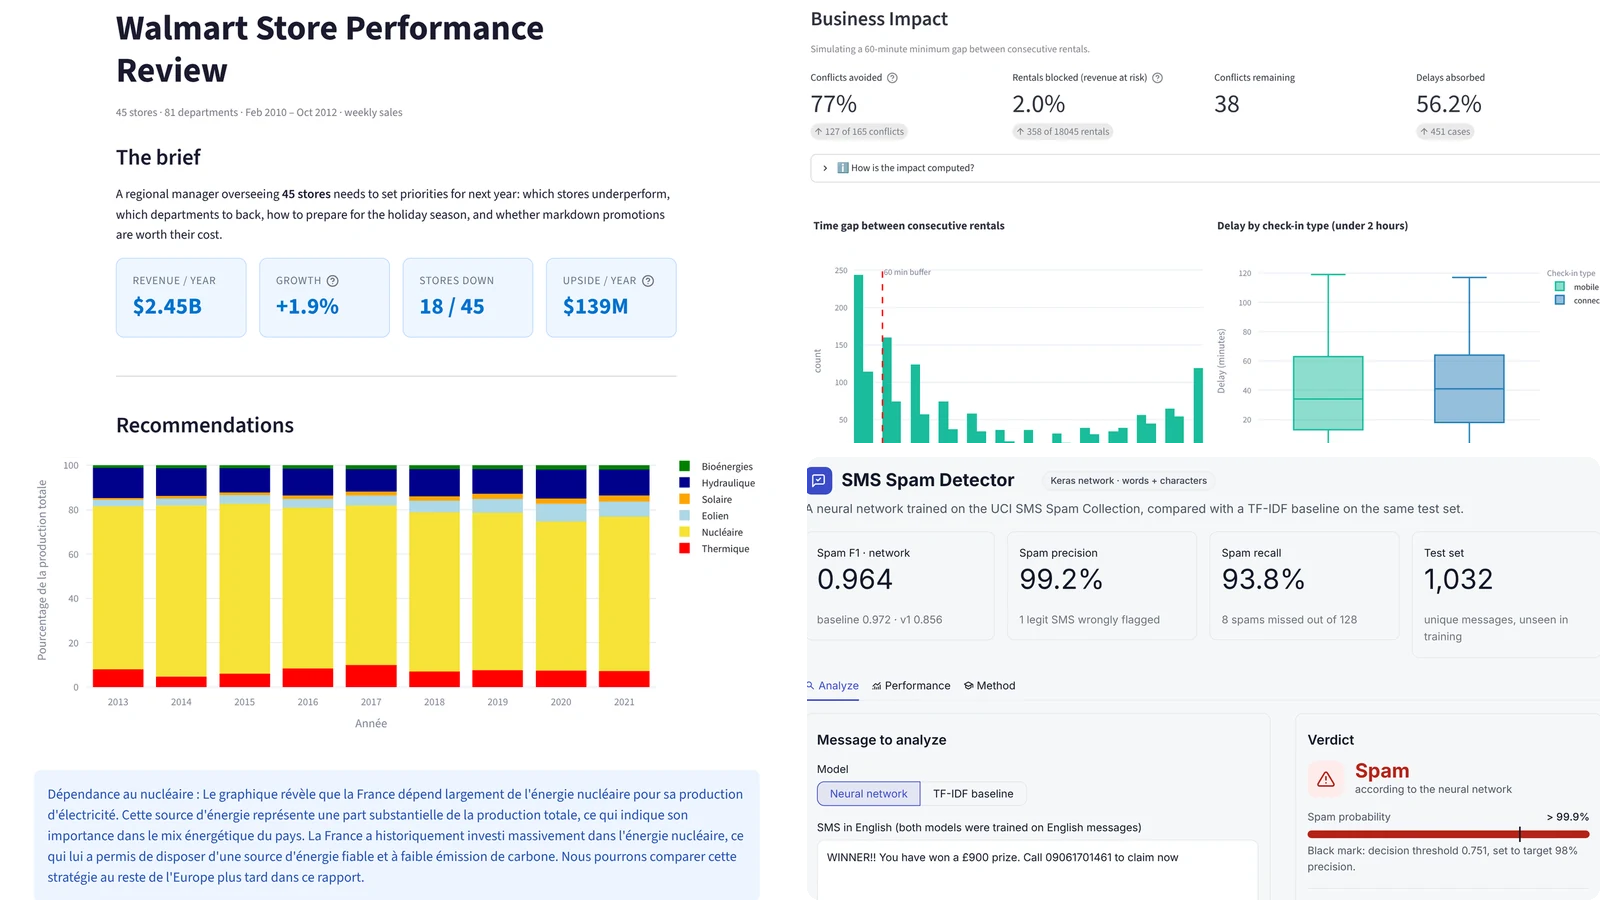 Walmart Store Performance
Review
45 stores · 81 departments · Feb 2010 – Oct 2012 · weekly sales
The brief
A regional manager overseeing 45 stores needs to set priorities for next year: which stores underperform,
which departments to back, how to prepare for the holiday season, and whether markdown promotions
are worth their cost.
REVENUE / YEAR
$2.45B
GROWTH
+1.9%
STORES DOWN
18 / 45
UPSIDE / YEAR
$139M
Recommendations
Business Impact
Simulating a 60-minute minimum gap between consecutive rentals.
Conflicts avoided
77%
↑ 127 of 165 conflicts
Rentals blocked (revenue at risk)
2.0%
↑ 358 of 18045 rentals
Conflicts remaining
38
Delays absorbed
56.2%
↑ 451 cases
How is the impact computed?
Time gap between consecutive rentals
60 min buffer
count
250
200
150
100
50
Delay by check-in type (under 2 hours)
Delay (minutes)
120
100
80
60
40
20
Check-in type
mobile
connec
Pourcentage de la production totale
100
80
60
40
20
0
2013
2014
2015
2016
2017
2018
2019
2020
2021
Année
Bioénergies
Hydraulique
Solaire
Eolien
Nucléaire
Thermique
Dépendance au nucléaire : Le graphique révèle que la France dépend largement de l'énergie nucléaire pour sa production
d'électricité. Cette source d'énergie représente une part substantielle de la production totale, ce qui indique son
importance dans le mix énergétique du pays. La France a historiquement investi massivement dans l'énergie nucléaire, ce
qui lui a permis de disposer d'une source d'énergie fiable et à faible émission de carbone. Nous pourrons comparer cette
stratégie au reste de l'Europe plus tard dans ce rapport.
SMS Spam Detector
Keras network · words + characters
A neural network trained on the UCI SMS Spam Collection, compared with a TF-IDF baseline on the same test set.
Spam F1 · network
0.964
baseline 0.972 · v1 0.856
Spam precision
99.2%
1 legit SMS wrongly flagged
Spam recall
93.8%
8 spams missed out of 128
Test set
1,032
unique messages, unseen in
training
Analyze
Performance
Method
Message to analyze
Model
Neural network
TF-IDF baseline
SMS in English (both models were trained on English messages)
WINNER!! You have won a £900 prize. Call 09061701461 to claim now
Verdict
Spam
according to the neural network
Spam probability
> 99.9%
Black mark: decision threshold 0.751, set to target 98%
precision.